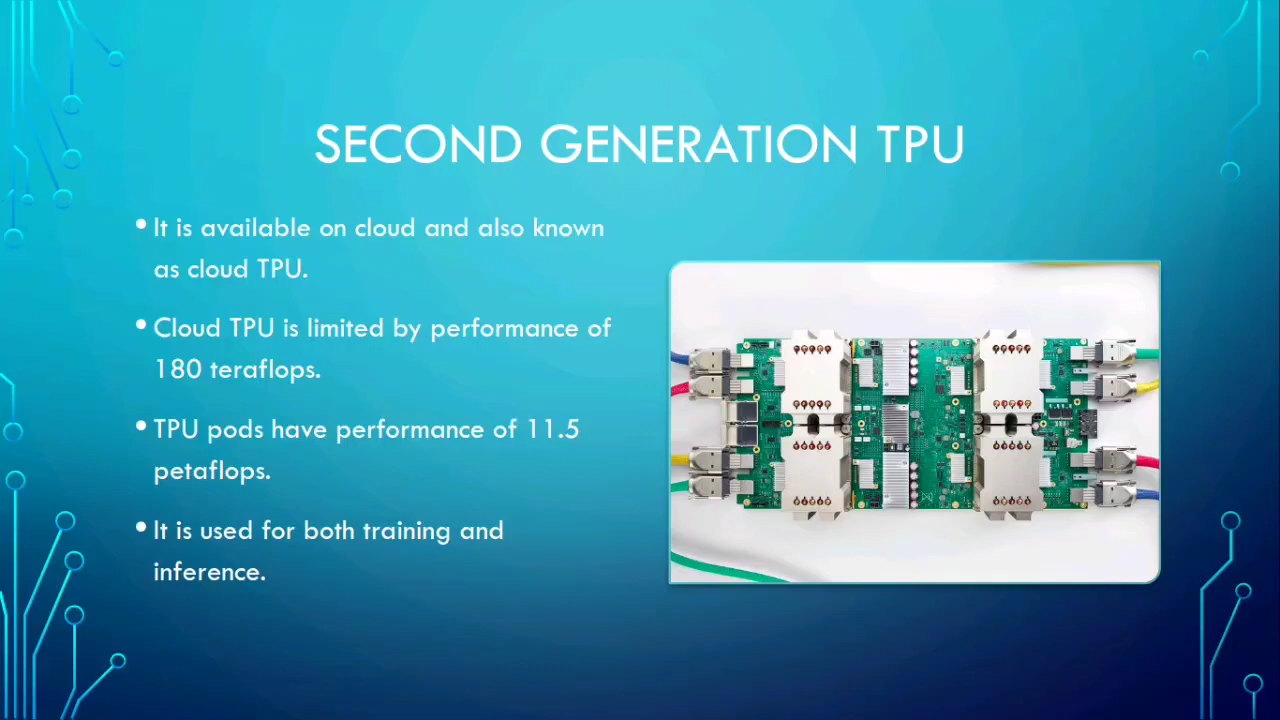 SECOND GENERATION TPU
• It is available on cloud and also known
as cloud TPU.
• Cloud TPU is limited by performance of
180 teraflops.
• TPU pods have performance of 11.5
petaflops.
• It is used for both training and
inference.